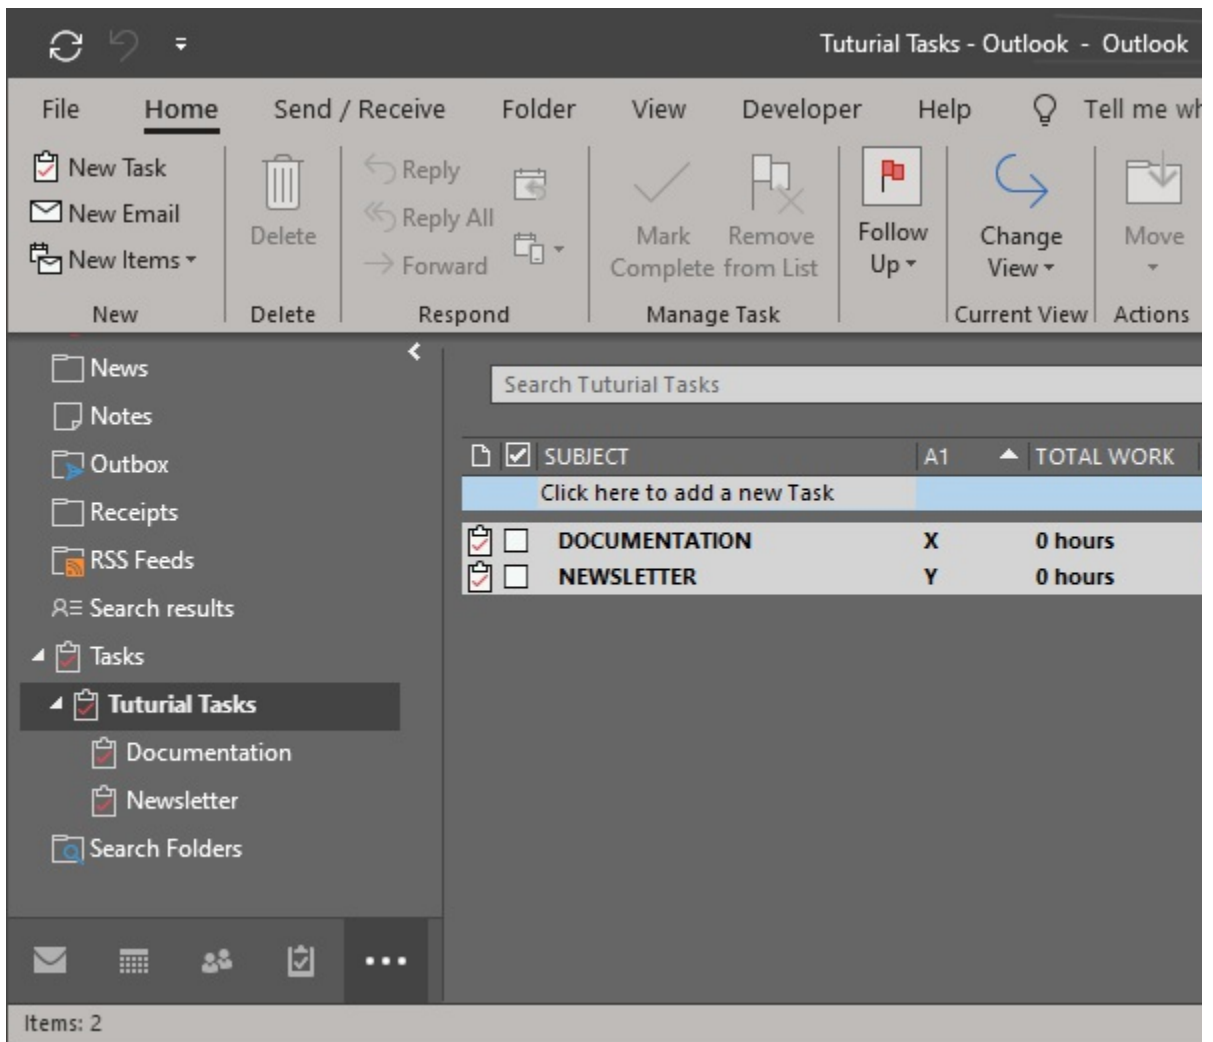 Tuturial Tasks - Outlook - Outlook
File Home Send / Receive Folder View Developer Help Tell me wh
New Task
New Email
New Items
New
Delete
Delete
Reply
Reply All
Forward
Respond
Mark Complete
Remove from List
Manage Task
Follow Up
Change View
Current View
Move
Actions
News
Notes
Outbox
Receipts
RSS Feeds
Search results
Tasks
Tuturial Tasks
Documentation
Newsletter
Search Folders
Search Tuturial Tasks
SUBJECT A1 TOTAL WORK
Click here to add a new Task
DOCUMENTATION X 0 hours
NEWSLETTER Y 0 hours
Items: 2